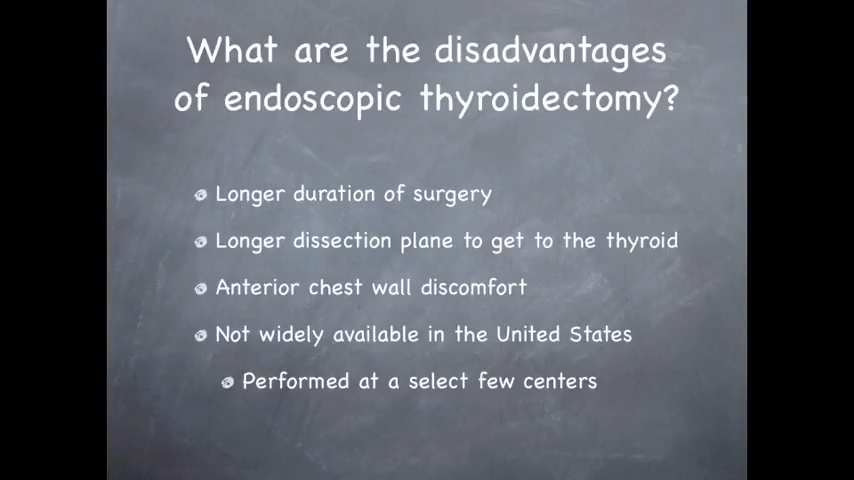 What are the disadvantages
of endoscopic thyroidectomy?
Longer duration of surgery
Longer dissection plane to get to the thyroid
Anterior chest wall discomfort
Not widely available in the United States
Performed at a select few centers